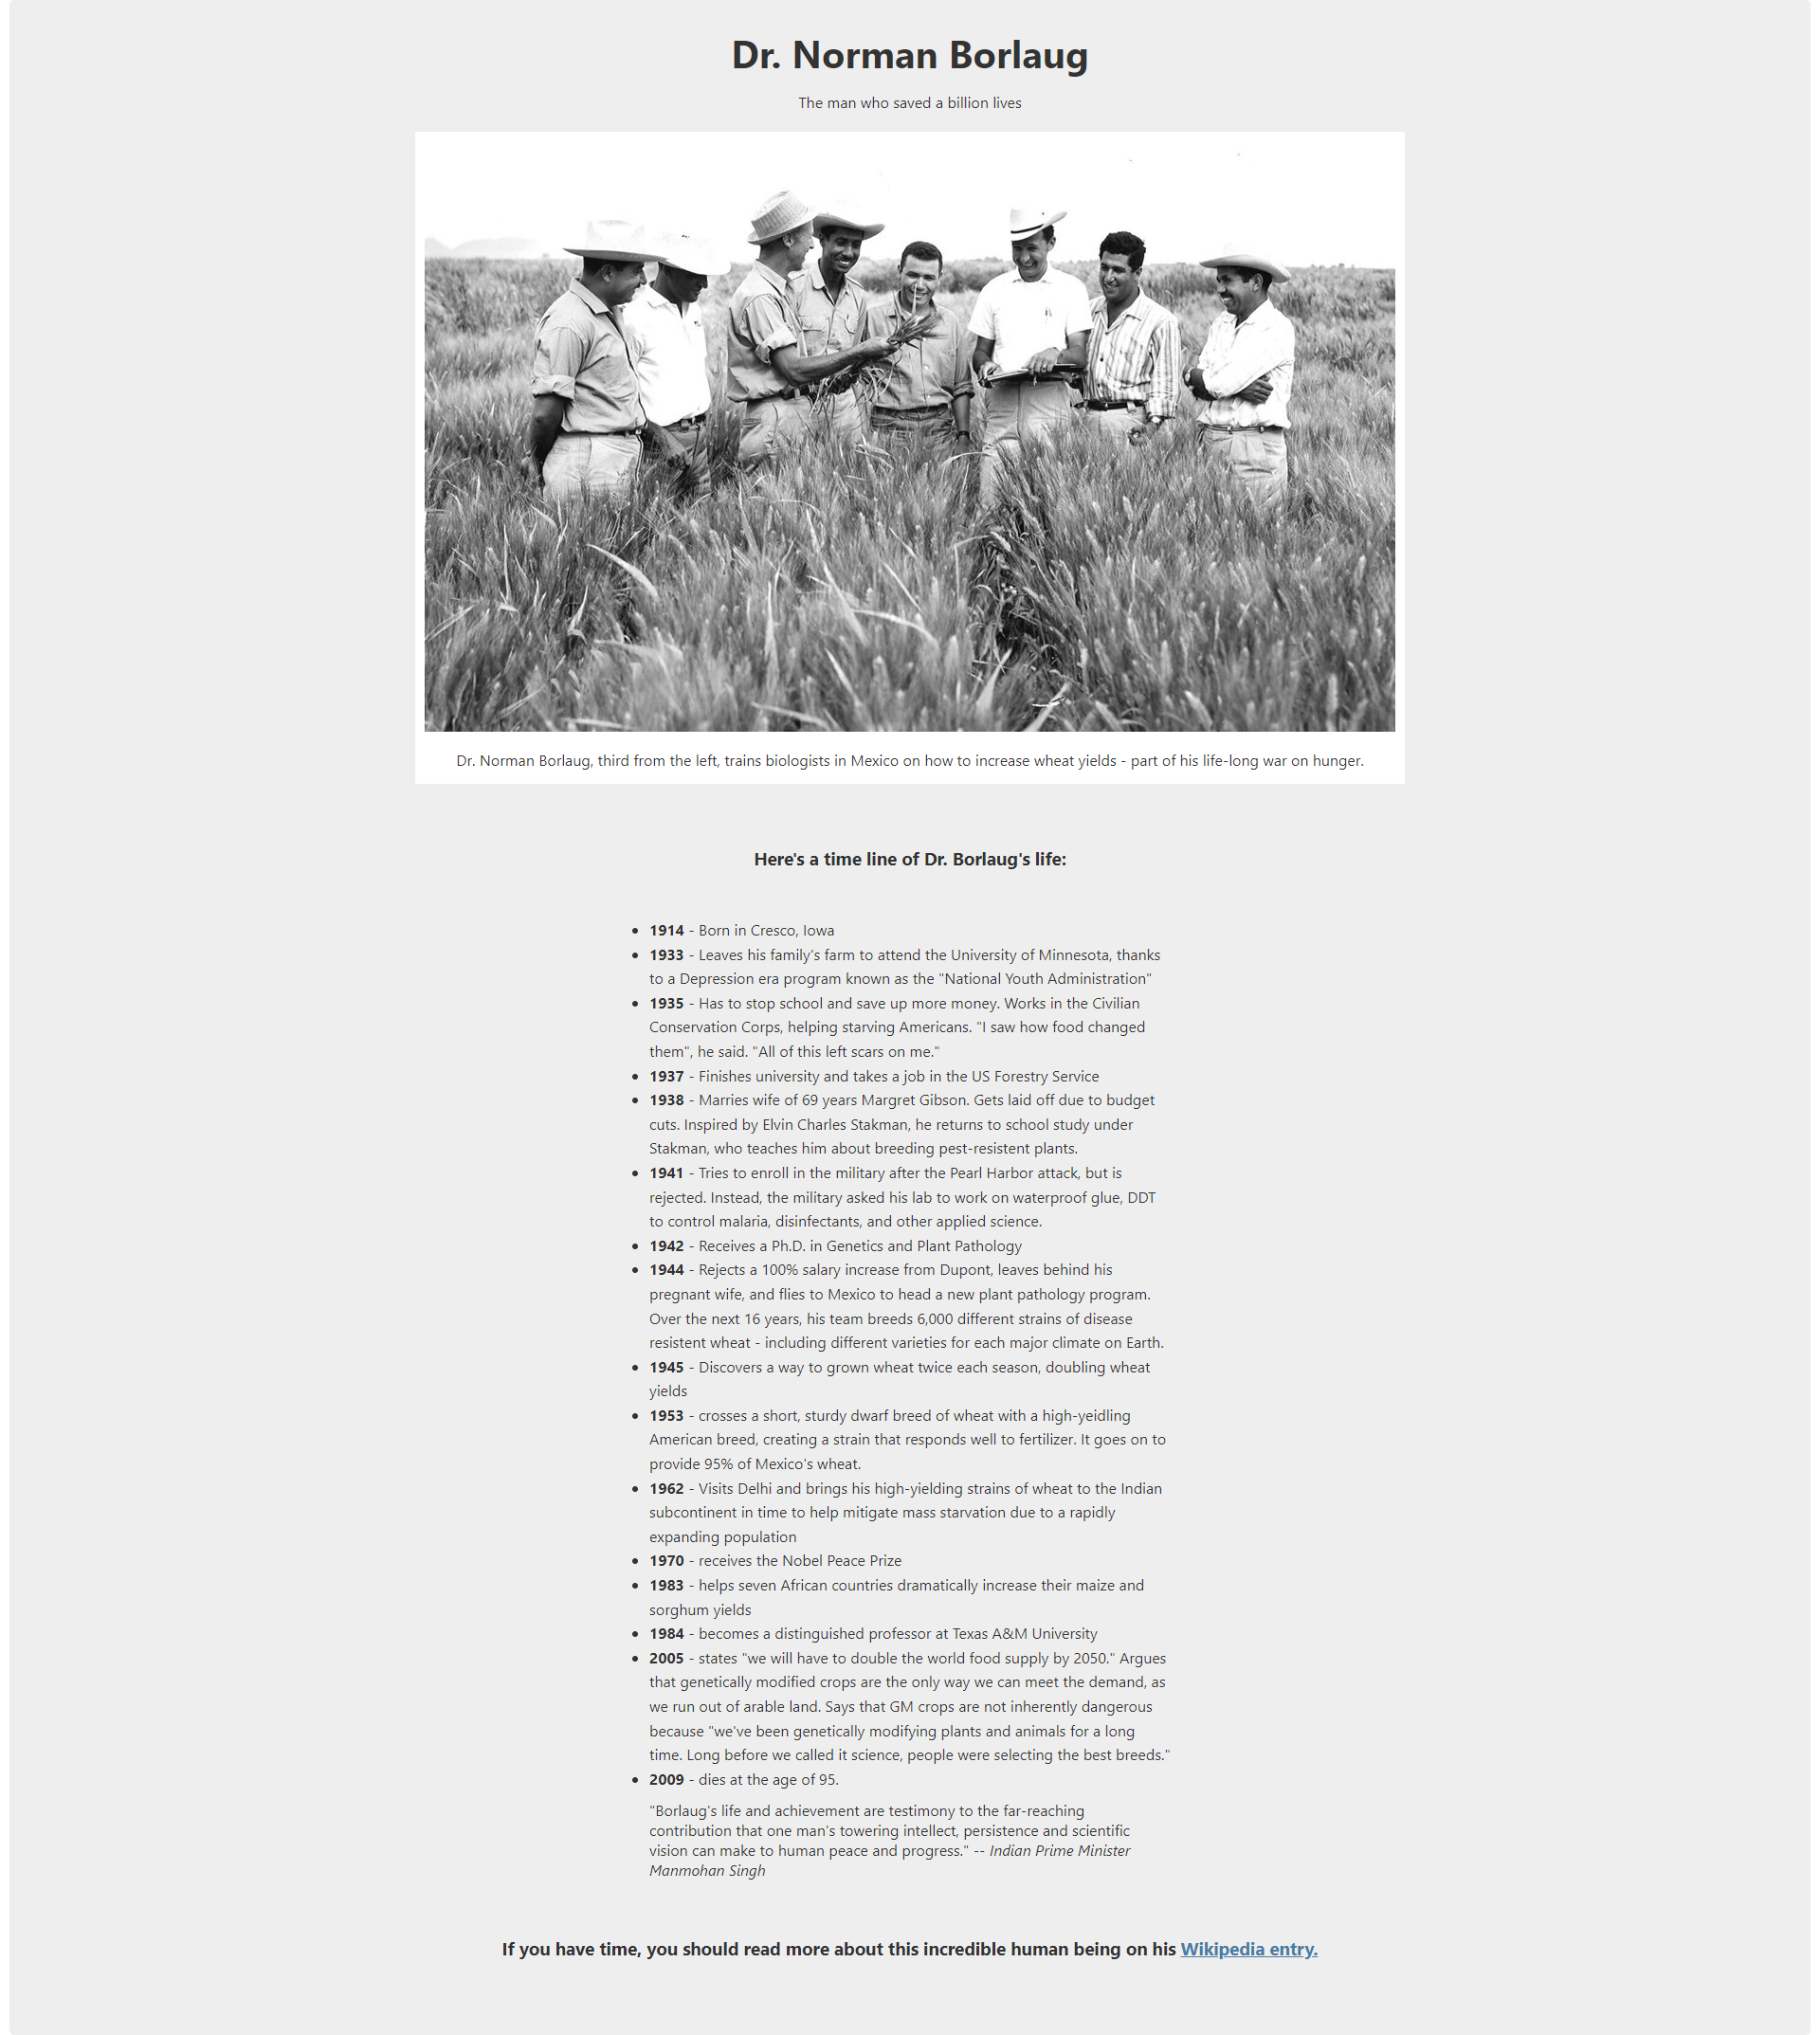 Dr. Norman Borlaug
The man who saved a billion lives
Dr. Norman Borlaug, third from the left, trains biologists in Mexico on how to increase wheat yields - part of his life-long war on hunger.
Here's a time line of Dr. Borlaug's life:
1914 - Born in Cresco, Iowa
1933 - Leaves his family's farm to attend the University of Minnesota, thanks
to a Depression era program known as the "National Youth Administration"
1935 - Has to stop school and save up more money. Works in the Civilian
Conservation Corps, helping starving Americans. "I saw how food changed
them", he said. "All of this left scars on me."
1937 - Finishes university and takes a job in the US Forestry Service
1938 - Marries wife of 69 years Margret Gibson. Gets laid off due to budget
cuts. Inspired by Elvin Charles Stakman, he returns to school study under
Stakman, who teaches him about breeding pest-resistent plants.
1941 - Tries to enroll in the military after the Pearl Harbor attack, but is
rejected. Instead, the military asked his lab to work on waterproof glue, DDT
to control malaria, disinfectants, and other applied science.
1942 - Receives a Ph.D. in Genetics and Plant Pathology
1944 - Rejects a 100% salary increase from Dupont, leaves behind his
pregnant wife, and flies to Mexico to head a new plant pathology program.
Over the next 16 years, his team breeds 6,000 different strains of disease
resistent wheat - including different varieties for each major climate on Earth.
1945 - Discovers a way to grown wheat twice each season, doubling wheat
yields
1953 - crosses a short, sturdy dwarf breed of wheat with a high-yeidling
American breed, creating a strain that responds well to fertilizer. It goes on to
provide 95% of Mexico's wheat.
1962 - Visits Delhi and brings his high-yielding strains of wheat to the Indian
subcontinent in time to help mitigate mass starvation due to a rapidly
expanding population
1970 - receives the Nobel Peace Prize
1983 - helps seven African countries dramatically increase their maize and
sorghum yields
1984 - becomes a distinguished professor at Texas A&M University
2005 - states "we will have to double the world food supply by 2050." Argues
that genetically modified crops are the only way we can meet the demand, as
we run out of arable land. Says that GM crops are not inherently dangerous
because "we've been genetically modifying plants and animals for a long
time. Long before we called it science, people were selecting the best breeds."
2009 - dies at the age of 95.
"Borlaug's life and achievement are testimony to the far-reaching
contribution that one man's towering intellect, persistence and scientific
vision can make to human peace and progress." -- Indian Prime Minister
Manmohan Singh
If you have time, you should read more about this incredible human being on his Wikipedia entry.